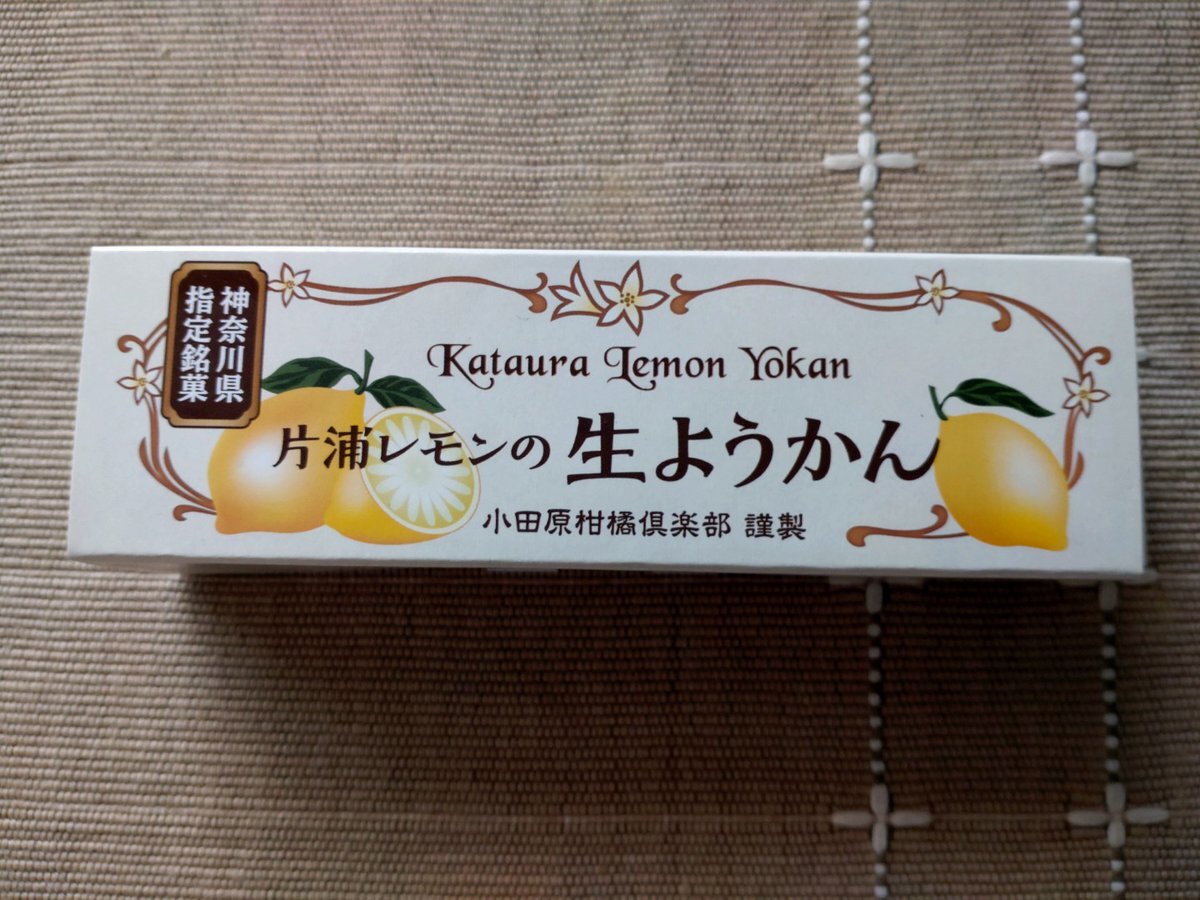 神奈川県
指定銘菓
Kataura Lemon Yōkan
片浦レモンの生ようかん
小田原柑橘倶楽部 謹製